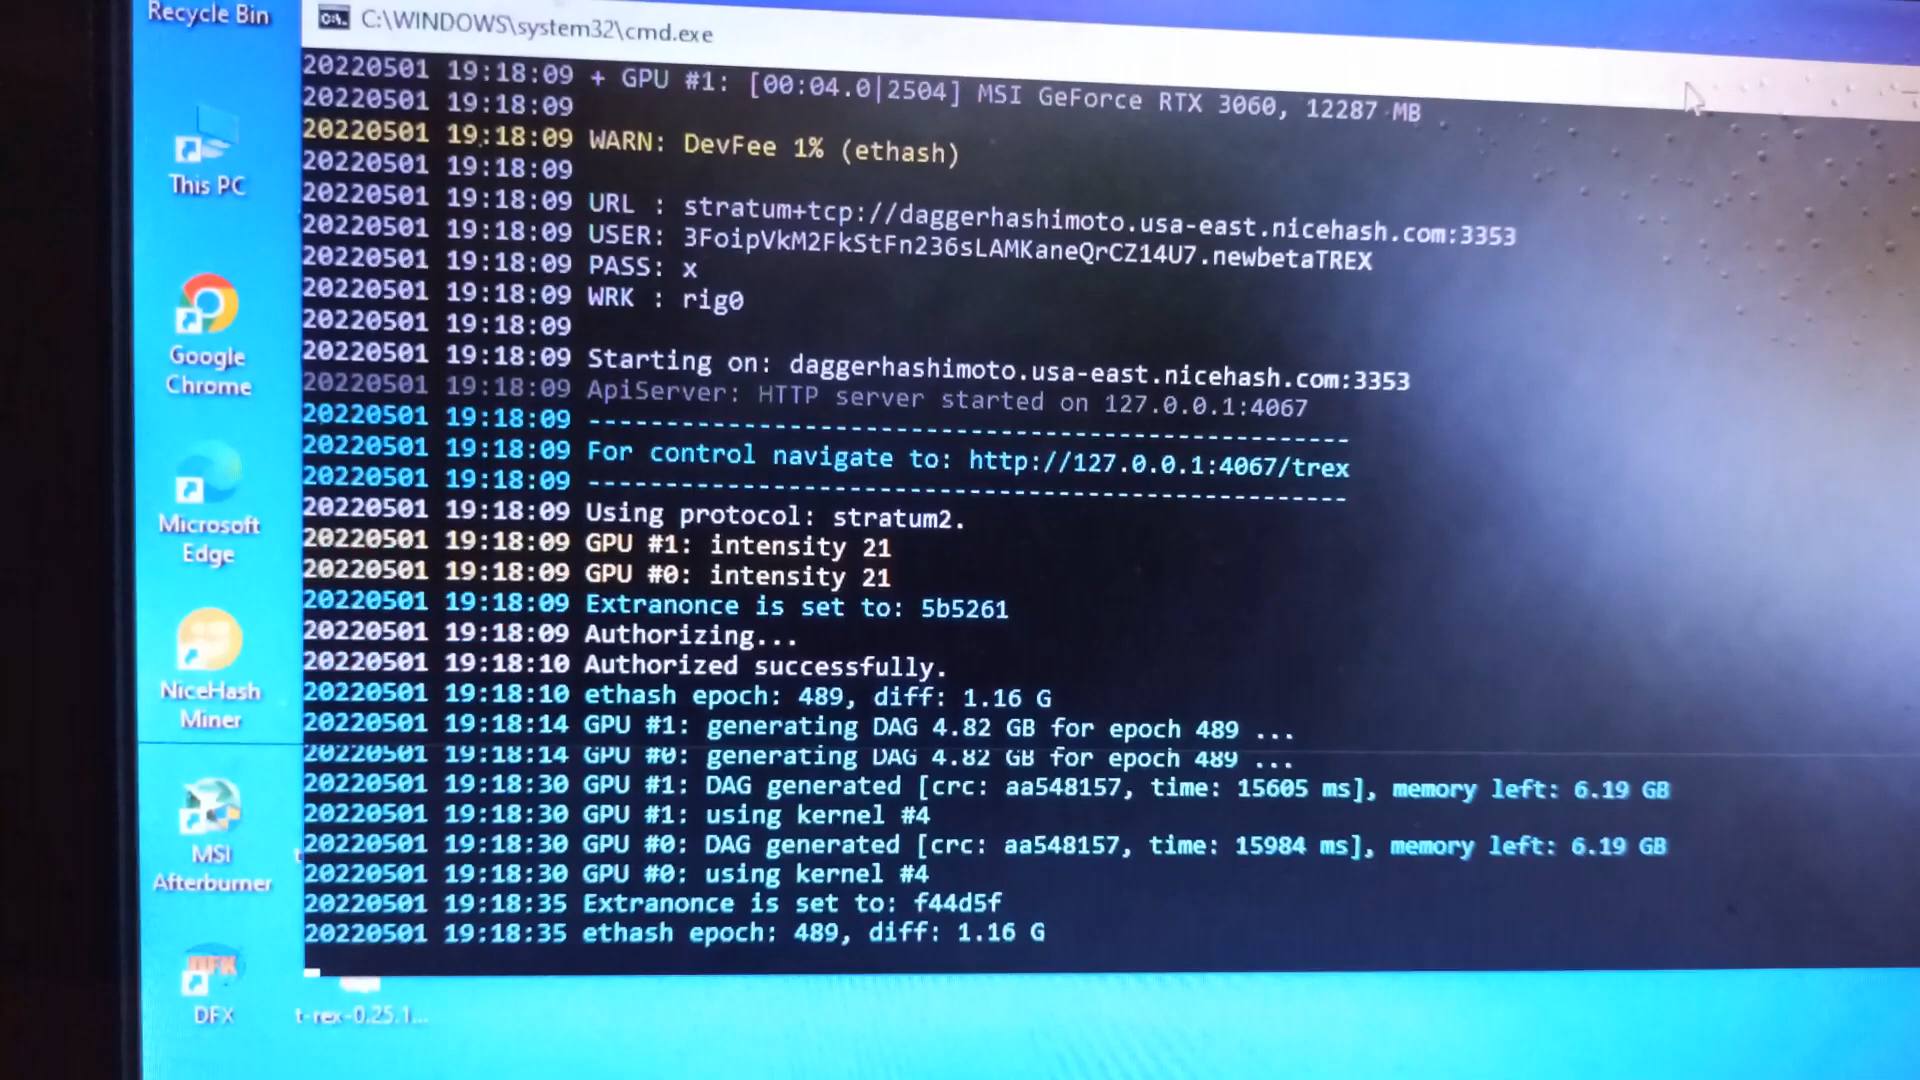 Recycle Bin
This PC
Google
Chrome
Microsoft
Edge
NiceHash
Miner
MSI
Afterburner
DFX
t-rex-0.25.1...
C:\WINDOWS\system32\cmd.exe
20220501 19:18:09 + GPU #1: [00:04.0|2504] MSI GeForce RTX 3060, 12287 MB
20220501 19:18:09
20220501 19:18:09 WARN: DevFee 1% (ethash)
20220501 19:18:09
20220501 19:18:09 URL : stratum+tcp://daggerhashimoto.usa-east.nicehash.com:3353
20220501 19:18:09 USER: 3FoipVkM2FkStFn236sLAMKaneQrCZ14U7.newbetaTREX
20220501 19:18:09 PASS: x
20220501 19:18:09 WRK : rig0
20220501 19:18:09
20220501 19:18:09 Starting on: daggerhashimoto.usa-east.nicehash.com:3353
20220501 19:18:09 ApiServer: HTTP server started on 127.0.0.1:4067
20220501 19:18:09 -------------------------------------------------
20220501 19:18:09 For control navigate to: http://127.0.0.1:4067/trex
20220501 19:18:09 -------------------------------------------------
20220501 19:18:09 Using protocol: stratum2.
20220501 19:18:09 GPU #1: intensity 21
20220501 19:18:09 GPU #0: intensity 21
20220501 19:18:09 Extranonce is set to: 5b5261
20220501 19:18:09 Authorizing...
20220501 19:18:10 Authorized successfully.
20220501 19:18:10 ethash epoch: 489, diff: 1.16 G
20220501 19:18:14 GPU #1: generating DAG 4.82 GB for epoch 489 ...
20220501 19:18:14 GPU #0: generating DAG 4.82 GB for epoch 489 ...
20220501 19:18:30 GPU #1: DAG generated [crc: aa548157, time: 15605 ms], memory left: 6.19 GB
20220501 19:18:30 GPU #1: using kernel #4
20220501 19:18:30 GPU #0: DAG generated [crc: aa548157, time: 15984 ms], memory left: 6.19 GB
20220501 19:18:30 GPU #0: using kernel #4
20220501 19:18:35 Extranonce is set to: f44d5f
20220501 19:18:35 ethash epoch: 489, diff: 1.16 G